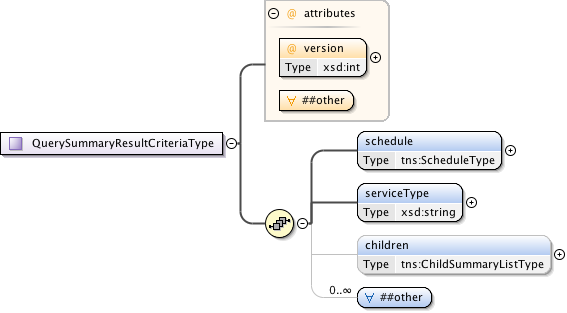 @ attributes
@ version
Type xsd:int
∀ ##other
QuerySummaryResultCriteriaType
schedule
Type tns:ScheduleType
serviceType
Type xsd:string
children
Type tns:ChildSummaryListType
0..∞
∀ ##other